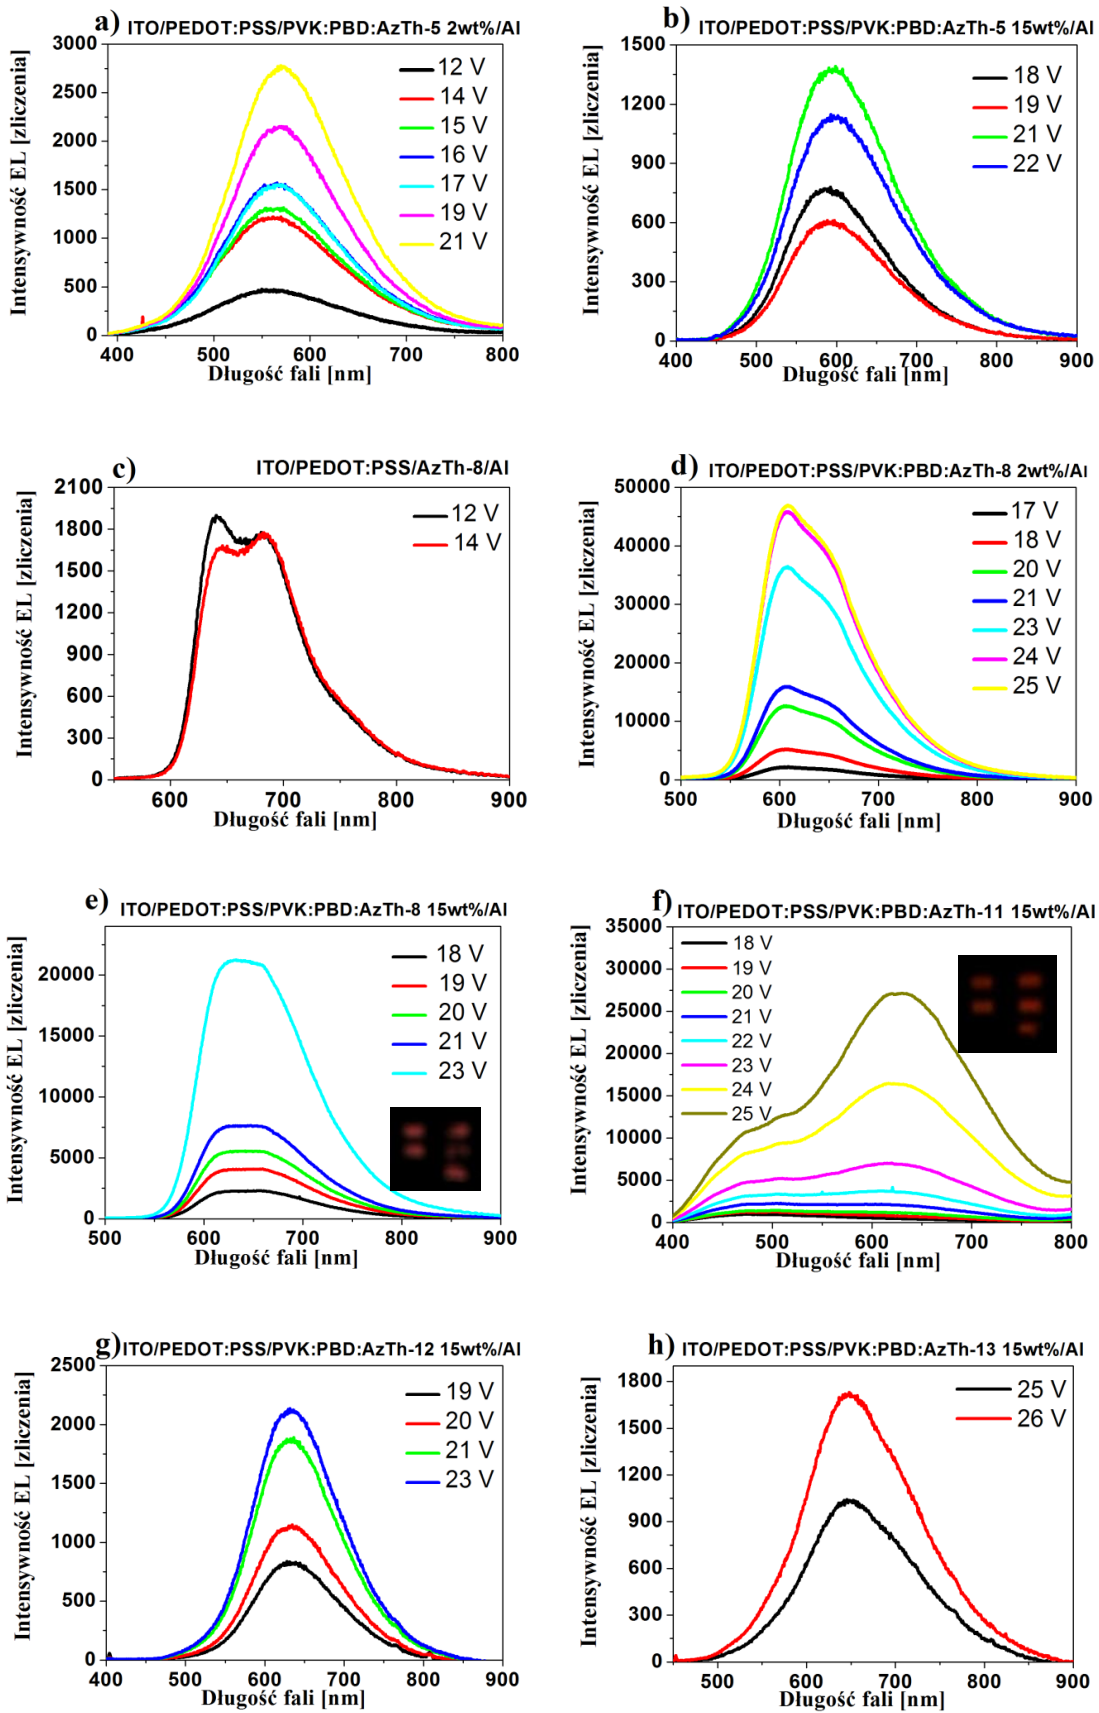 a) ITO/PEDOT:PSS/PVK:PBD:AzTh-5 2wt%/Al
Intensywność EL [zliczenia]
3000
2500
2000
1500
1000
500
0
12 V
14 V
15 V
16 V
17 V
19 V
21 V
400 500 600 700 800
Długość fali [nm]
b) ITO/PEDOT:PSS/PVK:PBD:AzTh-5 15wt%/Al
Intensywność EL [zliczenia]
1500
1200
900
600
300
0
18 V
19 V
21 V
22 V
400 500 600 700 800 900
Długość fali [nm]
c) ITO/PEDOT:PSS/AzTh-8/Al
Intensywność EL [zliczenia]
2100
1800
1500
1200
900
600
300
0
12 V
14 V
600 700 800 900
Długość fali [nm]
d) ITO/PEDOT:PSS/PVK:PBD:AzTh-8 2wt%/Al
Intensywność EL [zliczenia]
50000
40000
30000
20000
10000
0
17 V
18 V
20 V
21 V
23 V
24 V
25 V
500 600 700 800 900
Długość fali [nm]
e) ITO/PEDOT:PSS/PVK:PBD:AzTh-8 15wt%/Al
Intensywność EL [zliczenia]
20000
15000
10000
5000
0
18 V
19 V
20 V
21 V
23 V
500 600 700 800 900
Długość fali [nm]
f) ITO/PEDOT:PSS/PVK:PBD:AzTh-11 15wt%/Al
Intensywność EL [zliczenia]
35000
30000
25000
20000
15000
10000
5000
0
18 V
19 V
20 V
21 V
22 V
23 V
24 V
25 V
400 500 600 700 800
Długość fali [nm]
g) ITO/PEDOT:PSS/PVK:PBD:AzTh-12 15wt%/Al
Intensywność EL [zliczenia]
2500
2000
1500
1000
500
0
19 V
20 V
21 V
23 V
400 500 600 700 800 900
Długość fali [nm]
h) ITO/PEDOT:PSS/PVK:PBD:AzTh-13 15wt%/Al
Intensywność EL [zliczenia]
1800
1500
1200
900
600
300
0
25 V
26 V
500 600 700 800 900
Długość fali [nm]